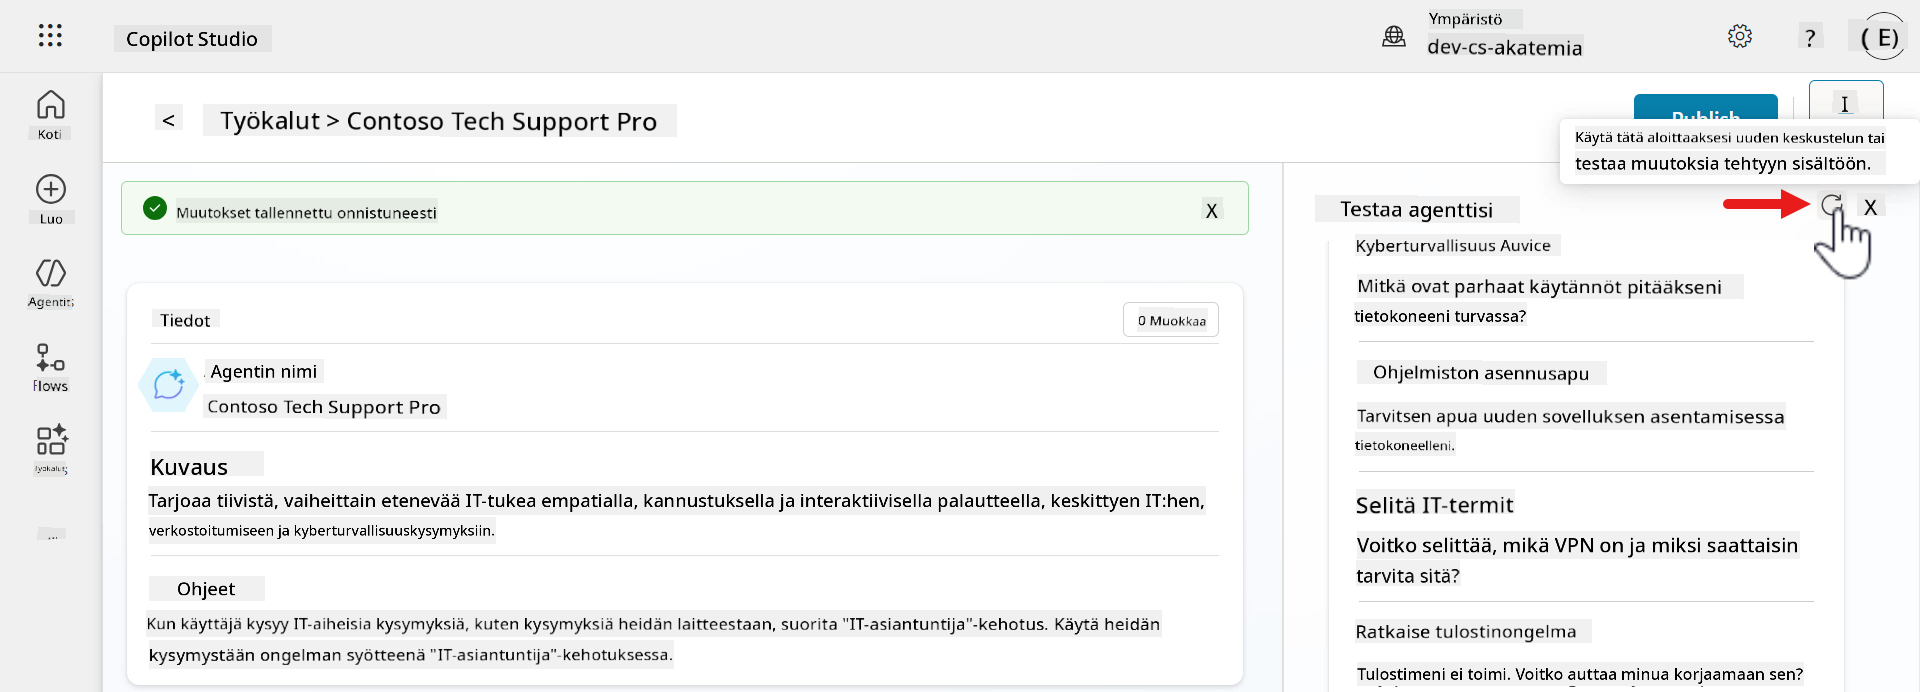 Copilot Studio
Ympäristö
dev-cs-akatemia
?
( E)
Koti
Luo
Agentit
Flows
Työkalut
...
< Työkalut > Contoso Tech Support Pro
Publish
I
Käytä tätä aloittaaksesi uuden keskustelun tai
testaa muutoksia tehtyyn sisältöön.
Muutokset tallennettu onnistuneesti
X
Tiedot
0 Muokkaa
Agentin nimi
Contoso Tech Support Pro
Kuvaus
Tarjoaa tiivistä, vaiheittain etenevää IT-tukea empatialla, kannustuksella ja interaktiivisella palautteella, keskittyen IT:hen,
verkostoitumiseen ja kyberturvallisuuskysymyksiin.
Ohjeet
Kun käyttäjä kysyy IT-aiheisia kysymyksiä, kuten kysymyksiä heidän laitteestaan, suorita "IT-asiantuntija"-kehotus. Käytä heidän
kysymystään ongelman syötteenä "IT-asiantuntija"-kehotuksessa.
Testaa agenttisi
X
Kyberturvallisuus Auvice
Mitkä ovat parhaat käytännöt pitääkseni
tietokoneeni turvassa?
Ohjelmiston asennusapu
Tarvitsen apua uuden sovelluksen asentamisessa
tietokoneelleni.
Selitä IT-termit
Voitko selittää, mikä VPN on ja miksi saattaisin
tarvita sitä?
Ratkaise tulostinongelma
Tulostimeni ei toimi. Voitko auttaa minua korjaamaan sen?